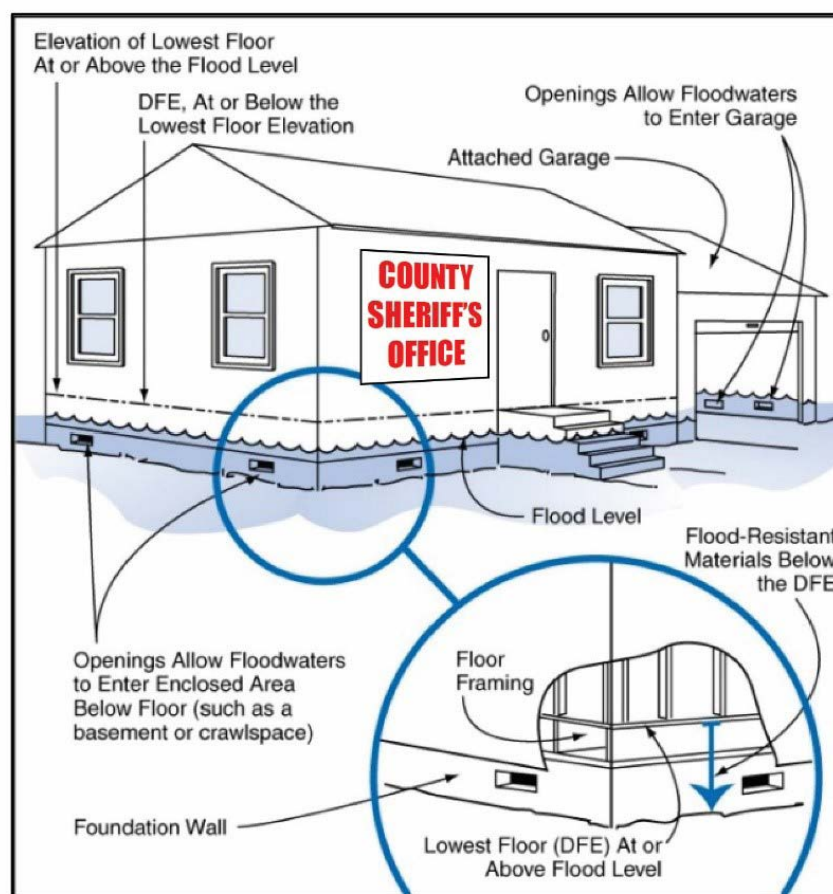 Elevation of Lowest Floor
At or Above the Flood Level
DFE, At or Below the
Lowest Floor Elevation
Openings Allow Floodwaters
to Enter Garage
Attached Garage
COUNTY
SHERIFF'S
OFFICE
Flood Level
Flood-Resistant
Materials Below
the DFE
Openings Allow Floodwaters
to Enter Enclosed Area
Below Floor (such as a
basement or crawlspace)
Floor
Framing
Foundation Wall
Lowest Floor (DFE) At or
Above Flood Level